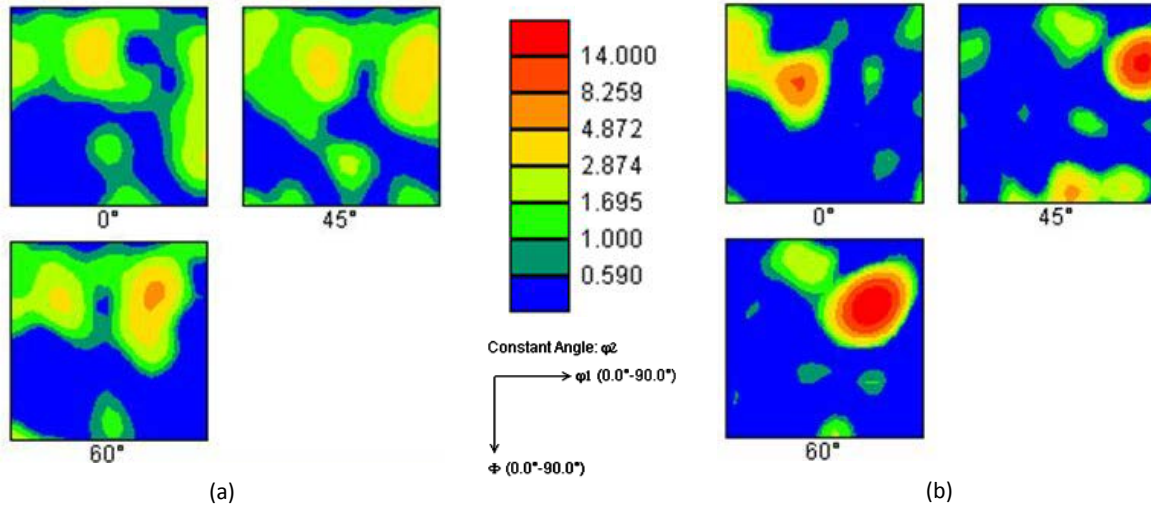 0°
45°
60°
(a)
14.000
8.259
4.872
2.874
1.695
1.000
0.590
Constant Angle: φ2
φ1 (0.0°-90.0°)
Φ (0.0°-90.0°)
0°
45°
60°
(b)